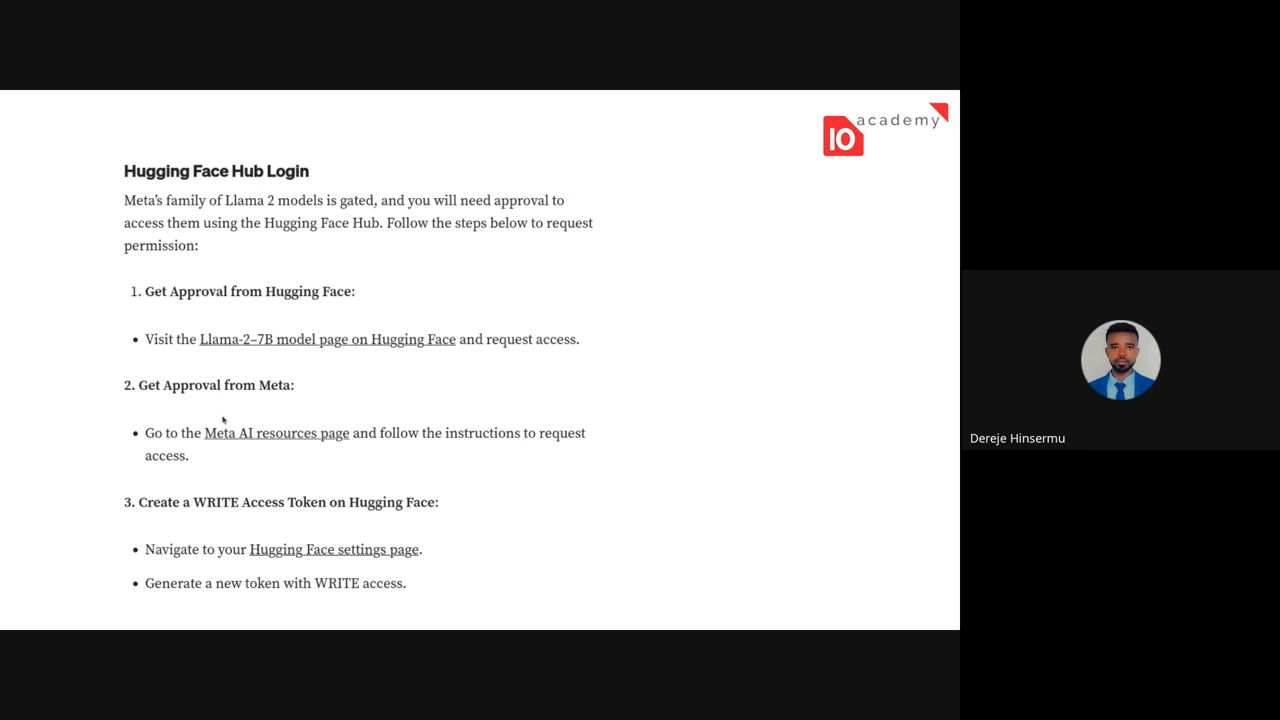 10 academy
Hugging Face Hub Login
Meta’s family of Llama 2 models is gated, and you will need approval to
access them using the Hugging Face Hub. Follow the steps below to request
permission:
1. Get Approval from Hugging Face:
• Visit the Llama-2–7B model page on Hugging Face and request access.
2. Get Approval from Meta:
• Go to the Meta AI resources page and follow the instructions to request
access.
3. Create a WRITE Access Token on Hugging Face:
• Navigate to your Hugging Face settings page.
• Generate a new token with WRITE access.
Dereje Hinsermu